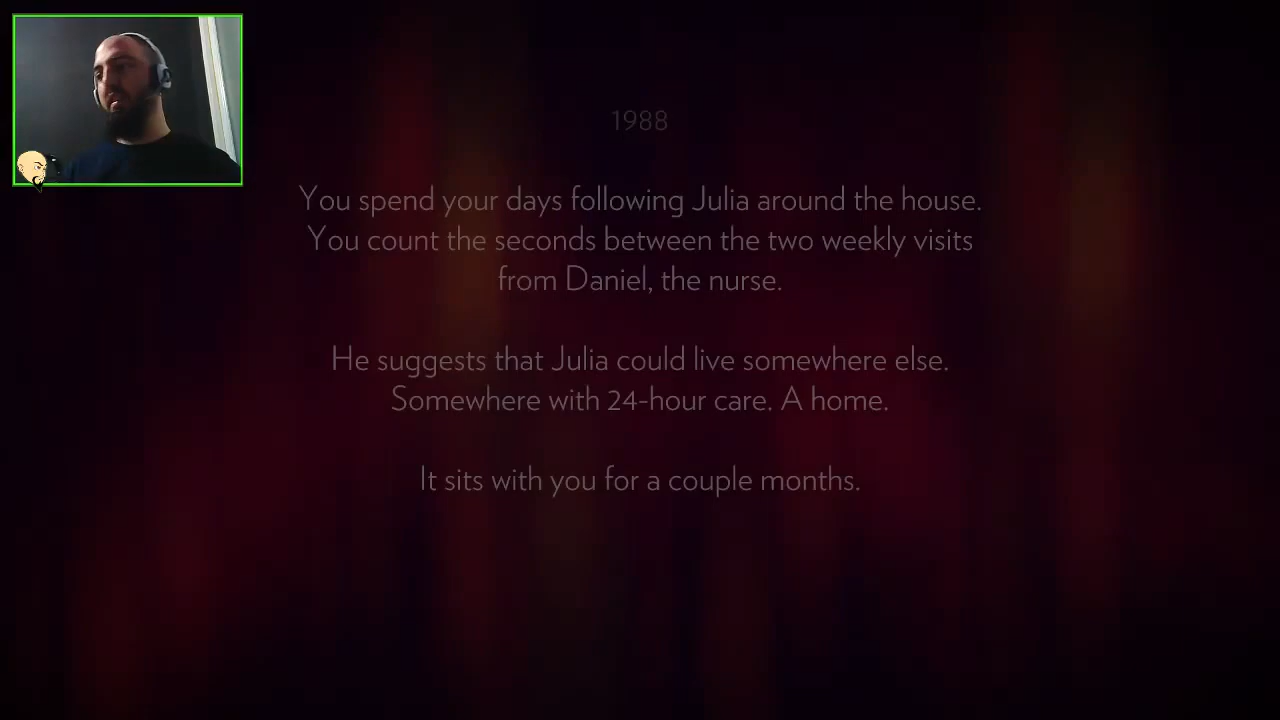 1988
You spend your days following Julia around the house.
You count the seconds between the two weekly visits
from Daniel, the nurse.
He suggests that Julia could live somewhere else.
Somewhere with 24-hour care. A home.
It sits with you for a couple months.